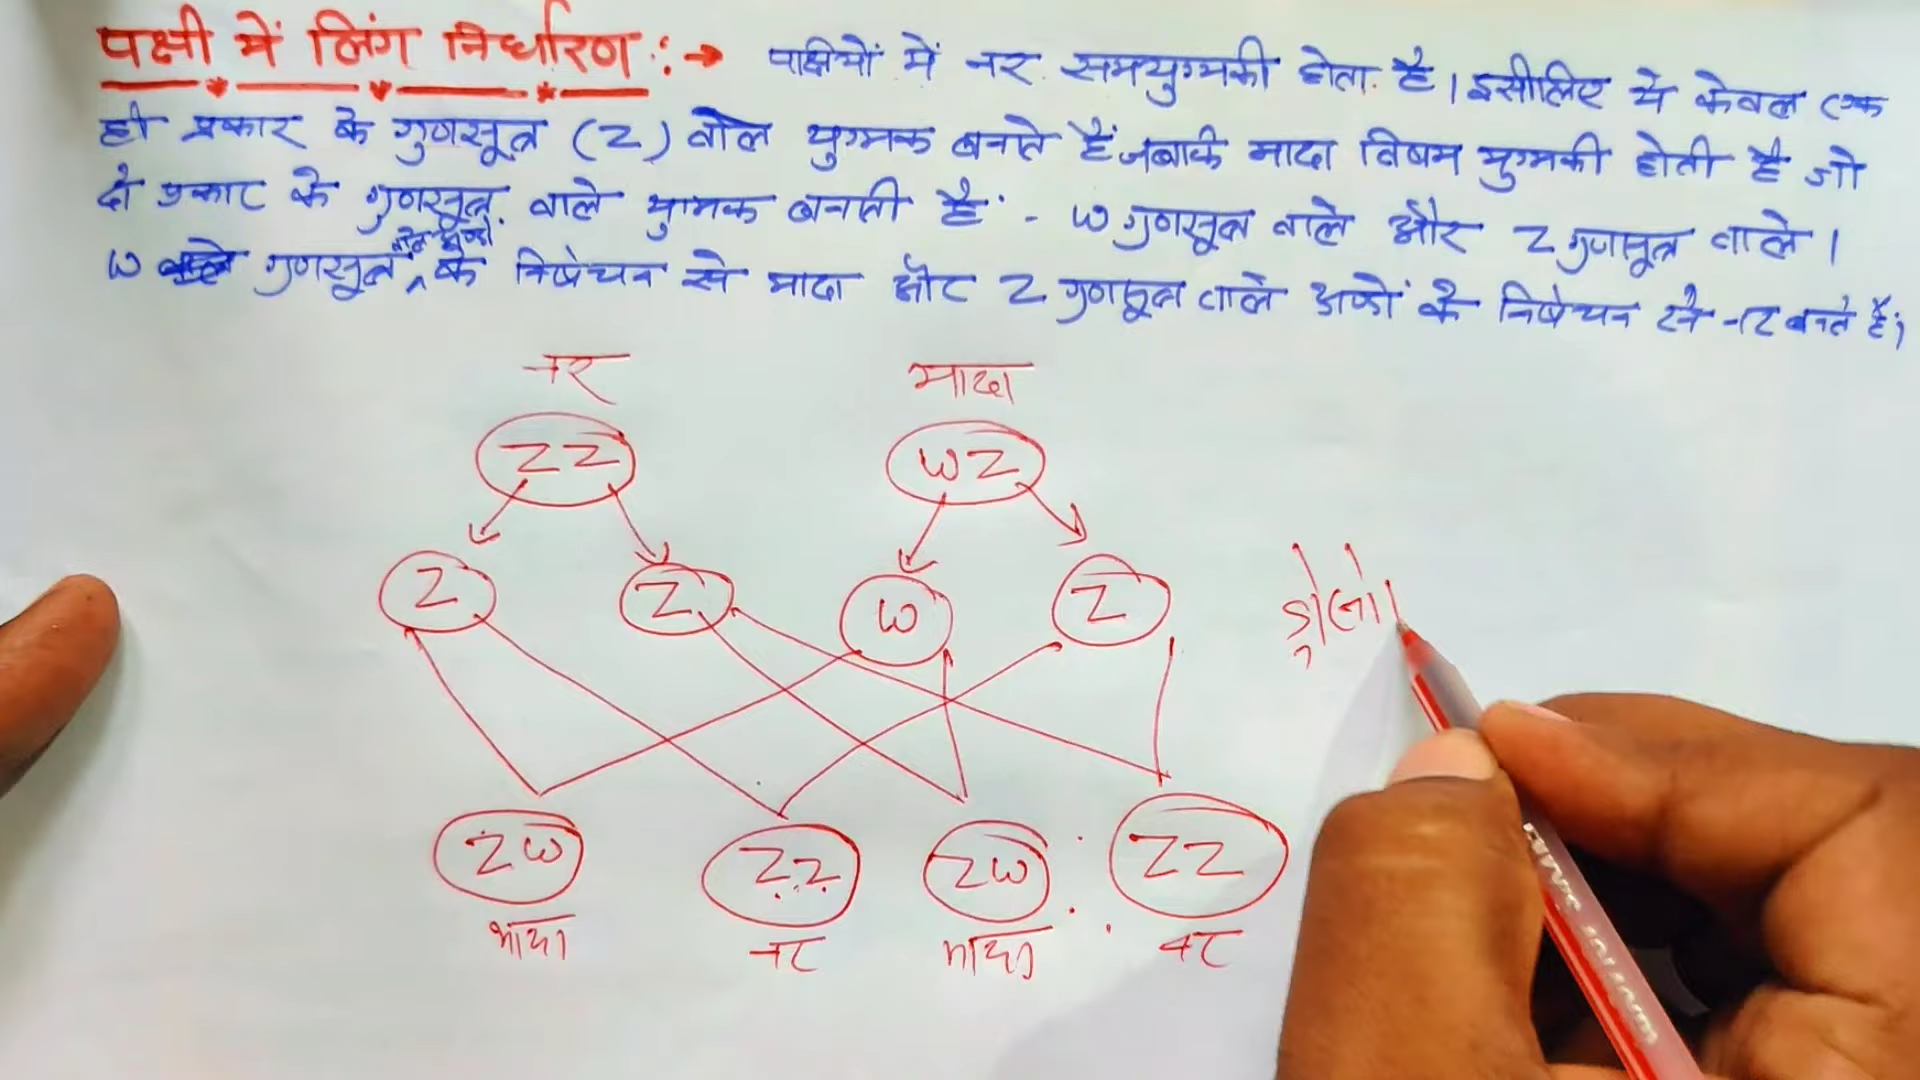 पक्षी में लिंग निर्धारण :→ पक्षियों में नर समयुग्मकी होता है। इसीलिए ये केवल एक
ही प्रकार के गुणसूत्र (Z) वाले युग्मक बनते हैं जबकि मादा विषम युग्मकी होती है जो
दो प्रकार के गुणसूत्र वाले युग्मक बनती है - W गुणसूत्र वाले और Z गुणसूत्र वाले।
W गुणसूत्र वाले अण्डों के निषेचन से मादा और Z गुणसूत्र वाले अण्डों के निषेचन से नर बनते हैं।
नर मादा
ZZ WZ
Z Z W Z
ZW ZZ ZW ZZ
मादा नर मादा नर